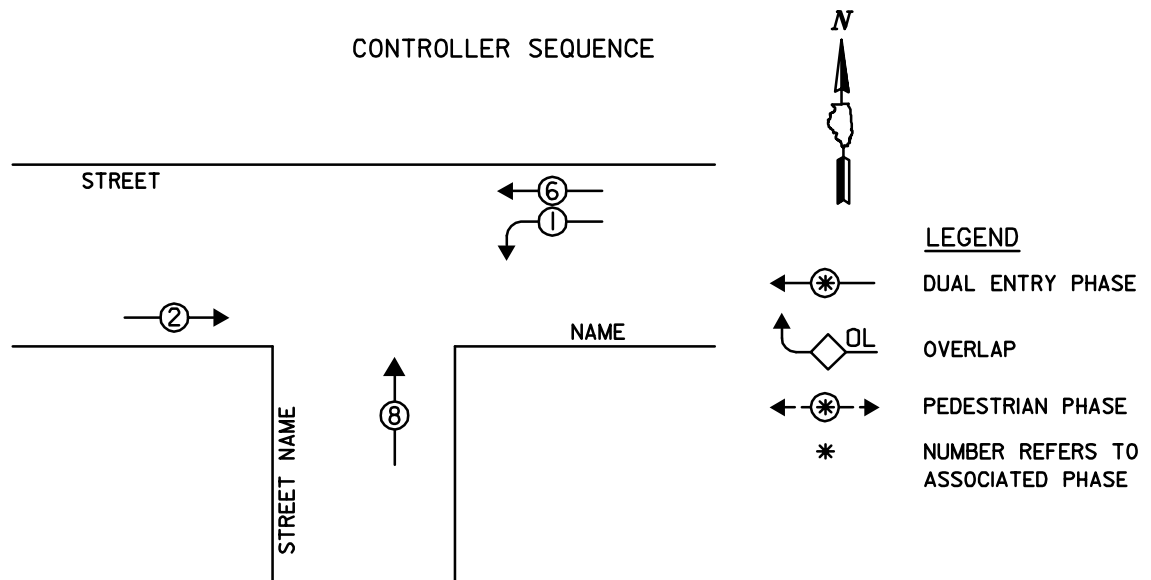 CONTROLLER SEQUENCE
N
STREET
6
1
2
NAME
8
STREET NAME
LEGEND
* DUAL ENTRY PHASE
OL OVERLAP
* PEDESTRIAN PHASE
* NUMBER REFERS TO
ASSOCIATED PHASE